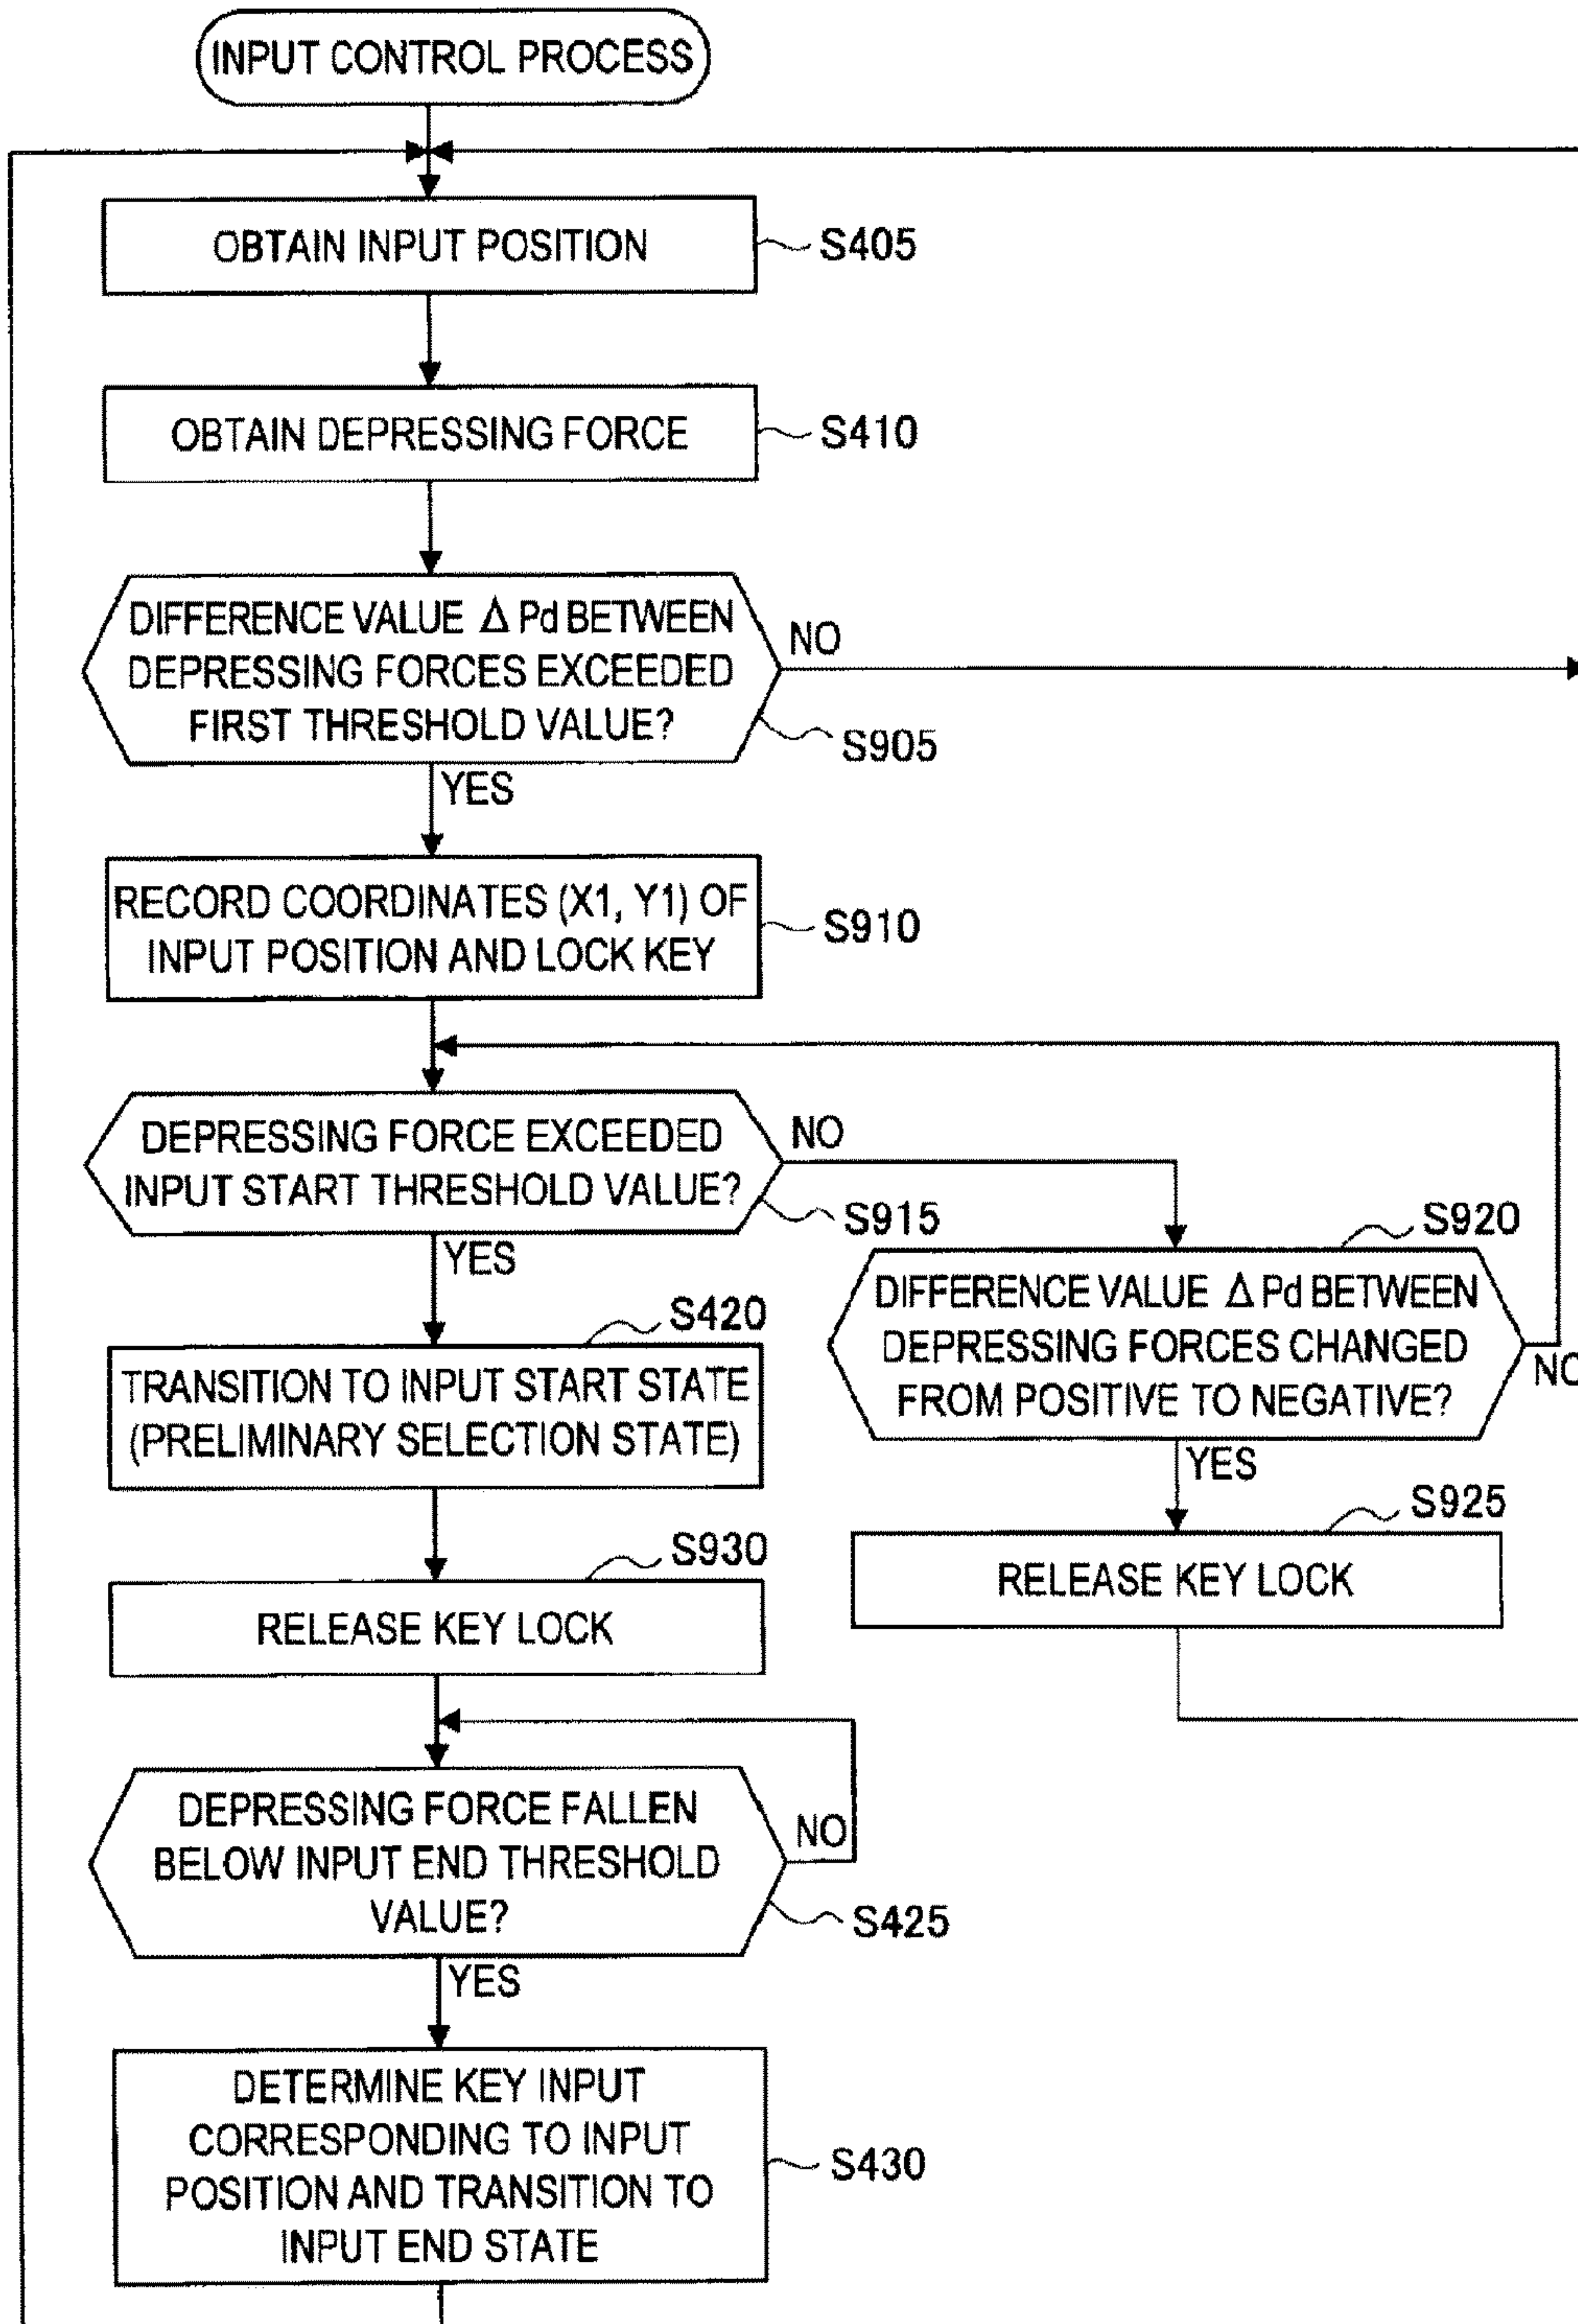 INPUT CONTROL PROCESS
OBTAIN INPUT POSITION
S405
OBTAIN DEPRESSING FORCE
S410
DIFFERENCE VALUE Δ Pd BETWEEN
DEPRESSING FORCES EXCEEDED
FIRST THRESHOLD VALUE?
NO
S905
YES
RECORD COORDINATES (X1, Y1) OF
INPUT POSITION AND LOCK KEY
S910
DEPRESSING FORCE EXCEEDED
INPUT START THRESHOLD VALUE?
NO
S915
YES
S920
DIFFERENCE VALUE Δ Pd BETWEEN
DEPRESSING FORCES CHANGED
FROM POSITIVE TO NEGATIVE?
NO
YES
S420
TRANSITION TO INPUT START STATE
(PRELIMINARY SELECTION STATE)
S925
RELEASE KEY LOCK
S930
RELEASE KEY LOCK
DEPRESSING FORCE FALLEN
BELOW INPUT END THRESHOLD
VALUE?
NO
S425
YES
DETERMINE KEY INPUT
CORRESPONDING TO INPUT
POSITION AND TRANSITION TO
INPUT END STATE
S430